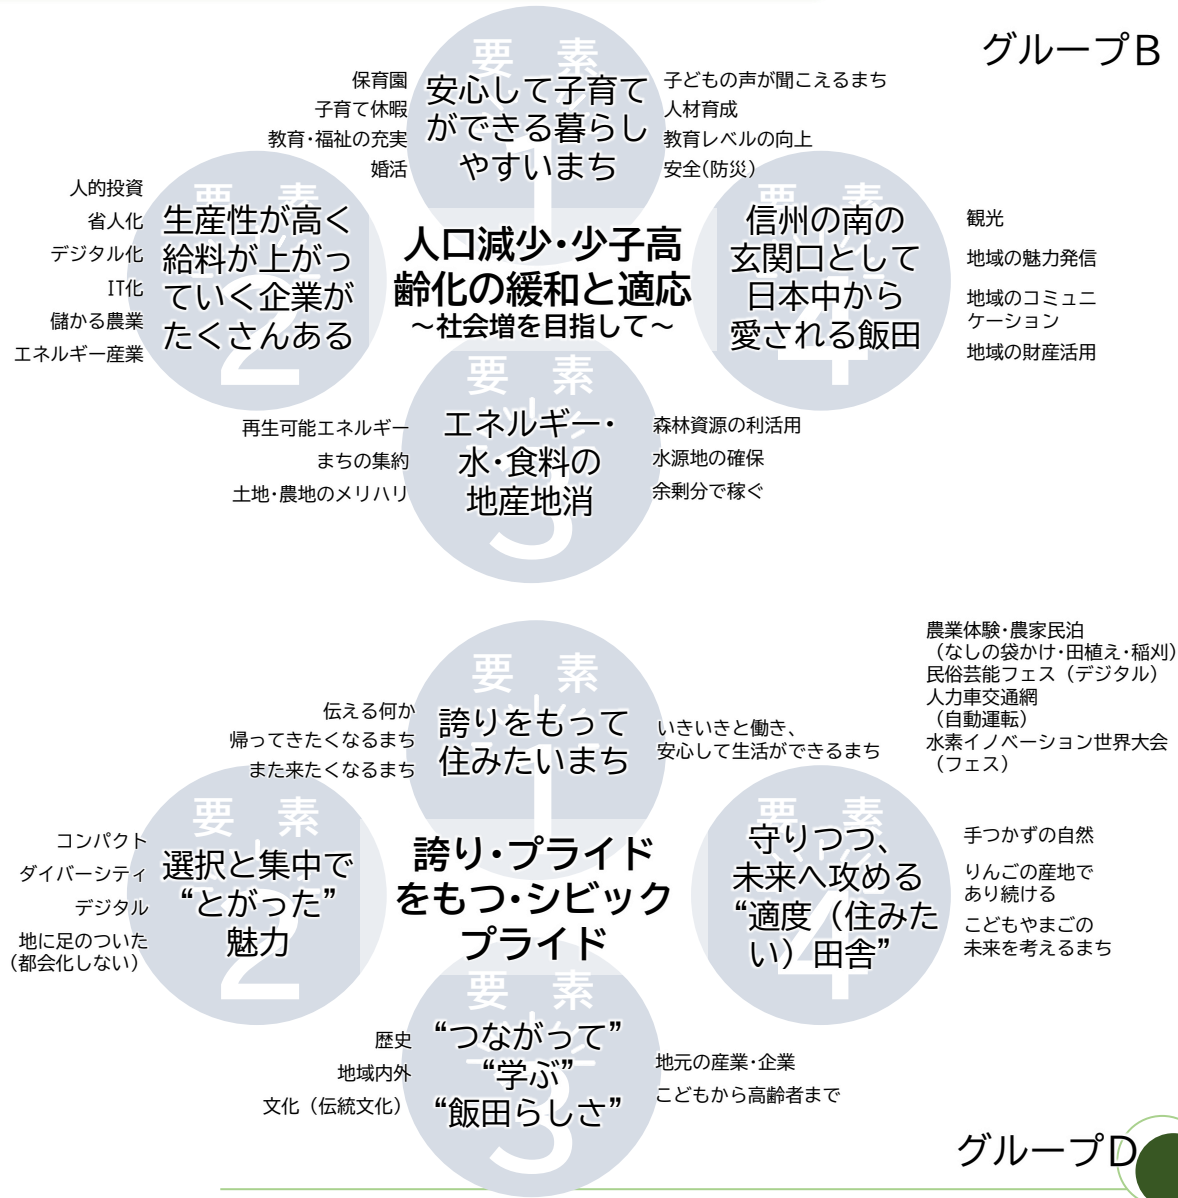 グループB
要素
1
安心して子育て
ができる暮らし
やすいまち
保育園
子育て休暇
教育・福祉の充実
婚活
子どもの声が聞こえるまち
人材育成
教育レベルの向上
安全(防災)
要素
2
生産性が高く
給料が上がっ
ていく企業が
たくさんある
人的投資
省人化
デジタル化
IT化
儲かる農業
エネルギー産業
人口減少・少子高
齢化の緩和と適応
～社会増を目指して～
要素
4
信州の南の
玄関口として
日本中から
愛される飯田
観光
地域の魅力発信
地域のコミュニ
ケーション
地域の財産活用
要素
3
エネルギー・
水・食料の
地産地消
再生可能エネルギー
まちの集約
土地・農地のメリハリ
森林資源の利活用
水源地の確保
余剰分で稼ぐ
要素
1
誇りをもって
住みたいまち
伝える何か
帰ってきたくなるまち
また来たくなるまち
いきいきと働き、
安心して生活ができるまち
農業体験・農家民泊
（なしの袋かけ・田植え・稲刈）
民俗芸能フェス（デジタル）
人力車交通網
（自動運転）
水素イノベーション世界大会
（フェス）
要素
2
選択と集中で
“とがった”
魅力
コンパクト
ダイバーシティ
デジタル
地に足のついた
（都会化しない）
誇り・プライド
をもつ・シビック
プライド
要素
4
守りつつ、
未来へ攻める
“適度（住みた
い）田舎”
手つかずの自然
りんごの産地で
あり続ける
こどもやまごの
未来を考えるまち
要素
3
“つながって”
“学ぶ”
“飯田らしさ”
歴史
地域内外
文化（伝統文化）
地元の産業・企業
こどもから高齢者まで
グループD